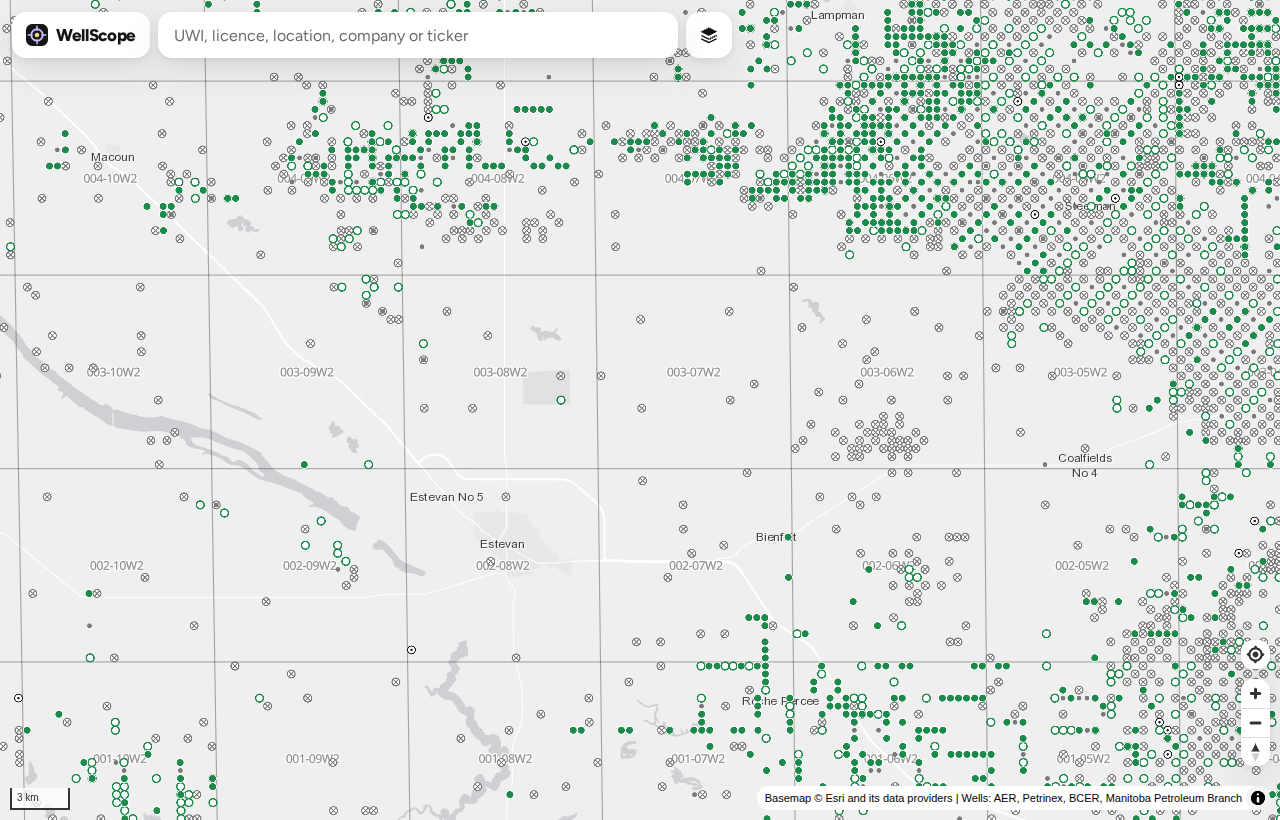 Lampman
WellScope
UWI, licence, location, company or ticker
Macoun
004-10W2
004-08W2
003-10W2
003-09W2
003-08W2
003-07W2
003-06W2
003-05W2
Coalfields
No 4
Estevan No 5
Estevan
Bienfait
002-10W2
002-09W2
002-08W2
002-07W2
002-06W2
002-05W2
Roche Percee
001-10W2
001-09W2
001-08W2
001-07W2
001-06W2
001-05W2
3 km
Basemap © Esri and its data providers | Wells: AER, Petrinex, BCER, Manitoba Petroleum Branch